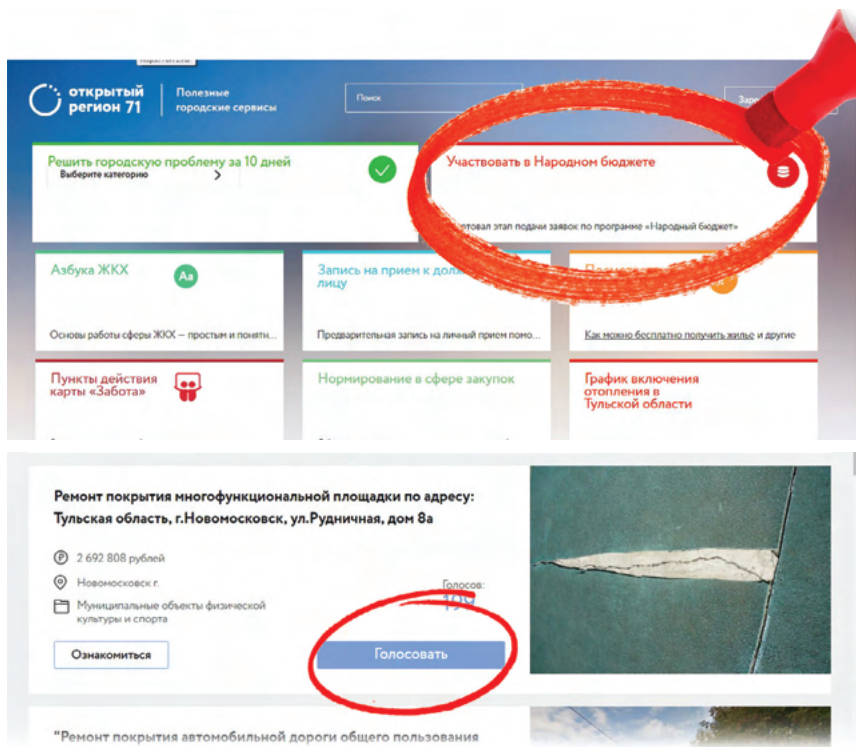 открытый
регион 71
Полезные
городские сервисы
Поиск
Решить городскую проблему за 10 дней
Выберите категорию
Участвовать в Народном бюджете
этап подачи заявок по программе «Народный бюджет»
Азбука ЖКХ
Aa
Основы работы сферы ЖКХ – простым и понятн...
Запись на прием к
лицу
Предварительная запись на личный прием помо...
Как можно бесплатно получить жилье и другие
Пункты действия
карты «Забота»
Нормирование в сфере закупок
График включения
отопления в
Тульской области
Ремонт покрытия многофункциональной площадки по адресу:
Тульская область, г.Новомосковск, ул.Рудничная, дом 8а
2 692 808 рублей
Новомосковск г.
Муниципальные объекты физической
культуры и спорта
Голосов:
199
Ознакомиться
Голосовать
"Ремонт покрытия автомобильной дороги общего пользования